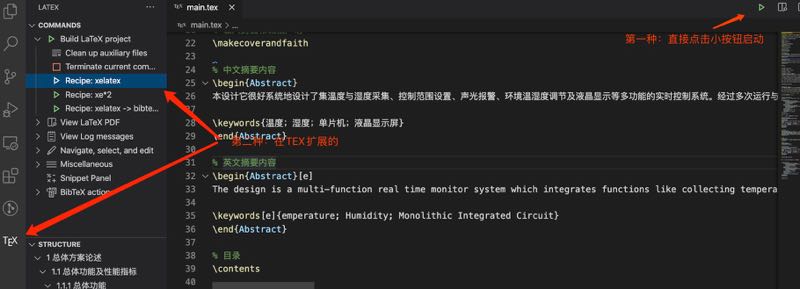 LATEX
COMMANDS
Build LaTeX project
Clean up auxiliary files
Terminate current com...
Recipe: xelatex
Recipe: xe*2
Recipe: xelatex -> bibte...
View LaTeX PDF
View Log messages
Navigate, select, and edit
Snippet Panel
Miscellaneous
BibTeX action
TEX
STRUCTURE
1 总体方案论述
1.1 总体功能及性能指标
1.1.1 总体功能
main.tex
main.tex > ...
第一种：直接点击小按钮启动
第二种：在TEX扩展的
22 \makecoverandfaith
23
24 % 中文摘要内容
25 \begin{Abstract}
26 本设计它很好系统地设计了集温度与湿度采集、控制范围设置、声光报警、环境温湿度调节及液晶显示等多功能的实时控制系统。经过多次运行与
27
28 \keywords{温度；湿度；单片机；液晶显示屏}
29 \end{Abstract}
30
31 % 英文摘要内容
32 \begin{Abstract}[e]
33 The design is a multi-function real time monitor system which integrates functions like collecting tempera
34
35 \keywords[e]{emperature; Humidity; Monolithic Integrated Circuit}
36 \end{Abstract}
37
38 % 目录
39 \contents
40